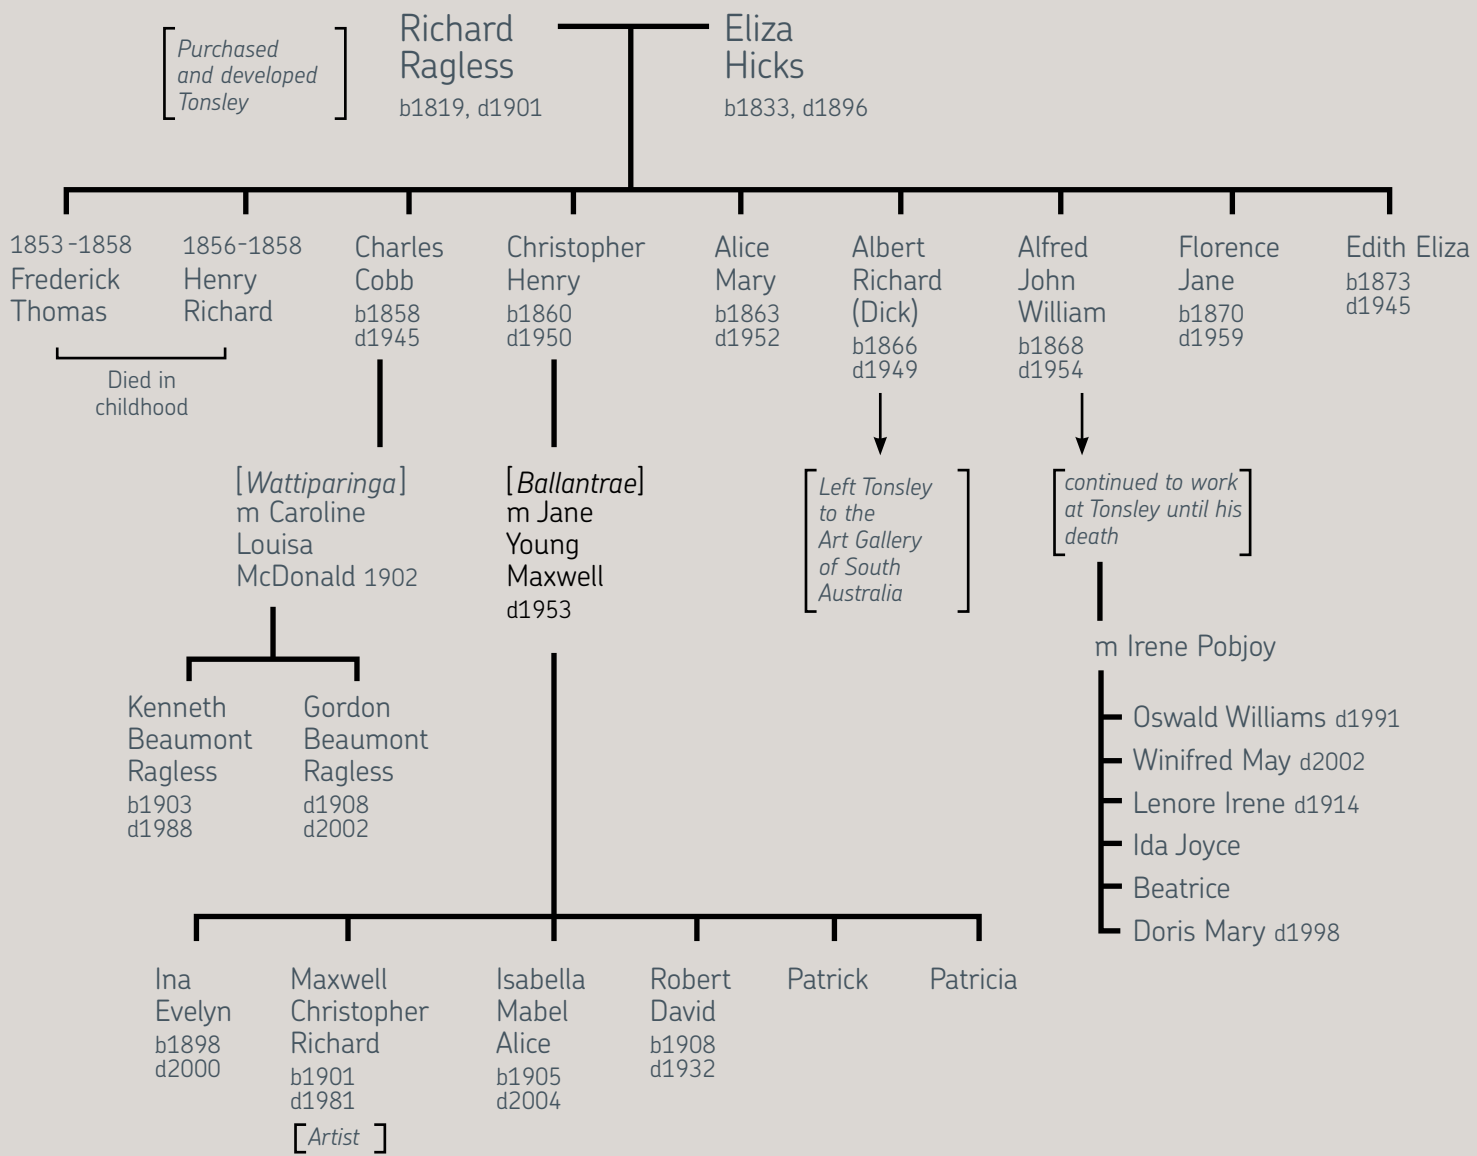 Purchased
and developed
Tonsley
Richard
Ragless
b1819, d1901
Eliza
Hicks
b1833, d1896
1853-1858
Frederick
Thomas
1856-1858
Henry
Richard
Died in
childhood
Charles
Cobb
b1858
d1945
Christopher
Henry
b1860
d1950
Alice
Mary
b1863
d1952
Albert
Richard
(Dick)
b1866
d1949
Alfred
John
William
b1868
d1954
Florence
Jane
b1870
d1959
Edith Eliza
b1873
d1945
[Wattiparinga]
m Caroline
Louisa
McDonald 1902
[Ballantrae]
m Jane
Young
Maxwell
d1953
Left Tonsley
to the
Art Gallery
of South
Australia
continued to work
at Tonsley until his
death
m Irene Pobjoy
Oswald Williams d1991
Winifred May d2002
Lenore Irene d1914
Ida Joyce
Beatrice
Doris Mary d1998
Kenneth
Beaumont
Ragless
b1903
d1988
Gordon
Beaumont
Ragless
d1908
d2002
Ina
Evelyn
b1898
d2000
Maxwell
Christopher
Richard
b1901
d1981
[Artist ]
Isabella
Mabel
Alice
b1905
d2004
Robert
David
b1908
d1932
Patrick
Patricia